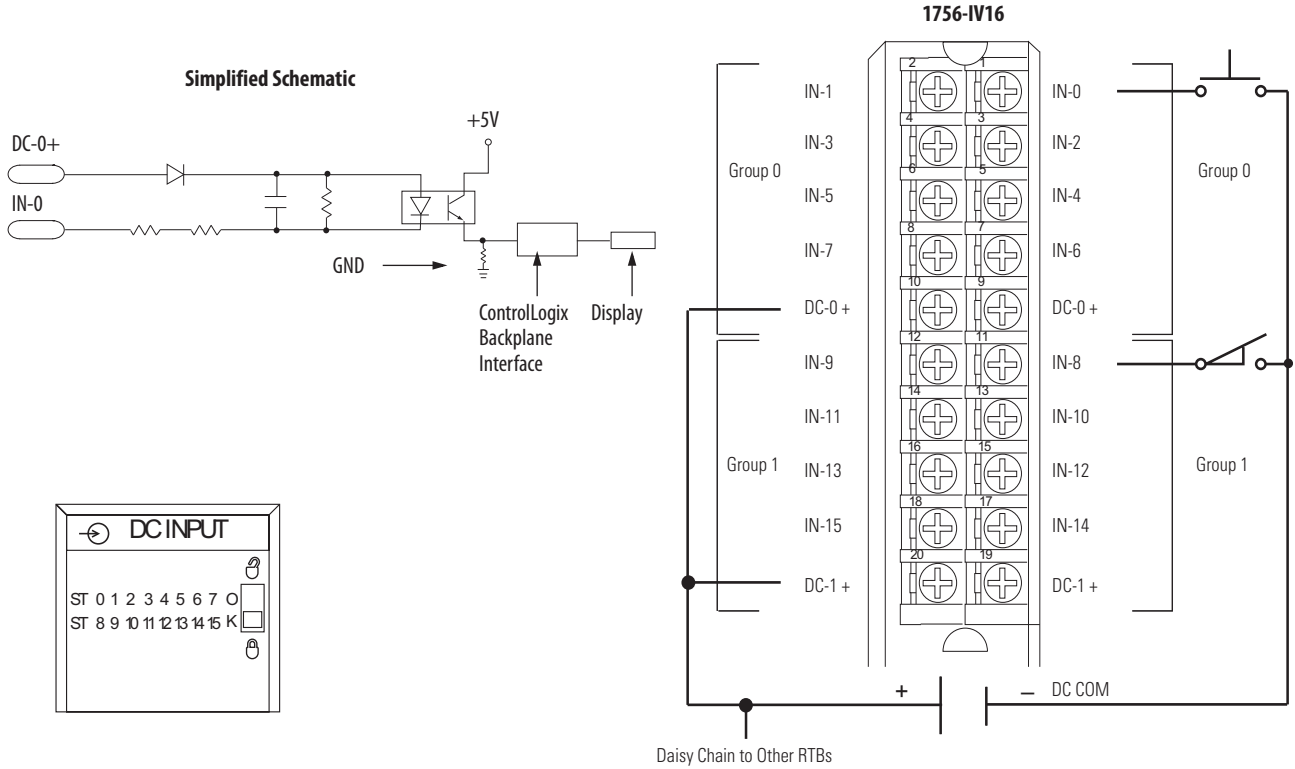 1756-IV16
Simplified Schematic
DC-0+
IN-0
+5V
GND
ControlLogix
Backplane
Interface
Display
DC INPUT
ST 0 1 2 3 4 5 6 7 O
ST 8 9 10 11 12 13 14 15 K
Group 0
Group 1
IN-1
IN-3
IN-5
IN-7
DC-0 +
IN-9
IN-11
IN-13
IN-15
DC-1 +
2 1
4 3
6 5
8 7
10 9
12 11
14 13
16 15
18 17
20 19
IN-0
IN-2
IN-4
IN-6
DC-0 +
IN-8
IN-10
IN-12
IN-14
DC-1 +
Group 0
Group 1
+
– DC COM
Daisy Chain to Other RTBs